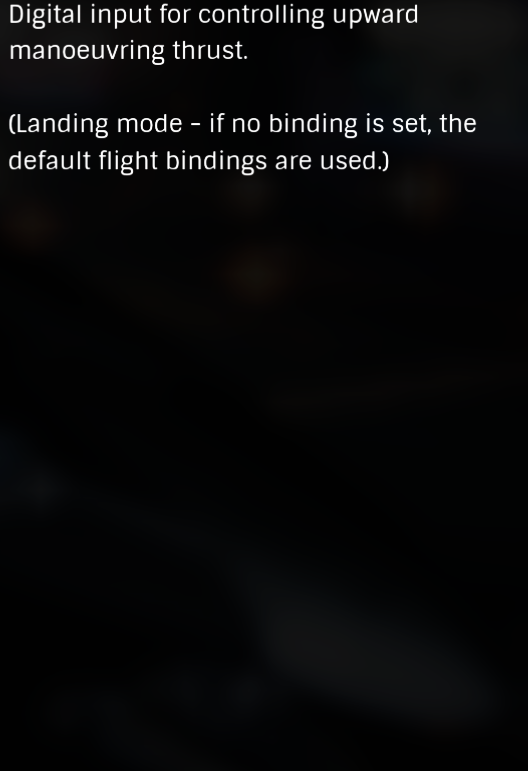 Digital input for controlling upward
manoeuvring thrust.
(Landing mode – if no binding is set, the
default flight bindings are used.)